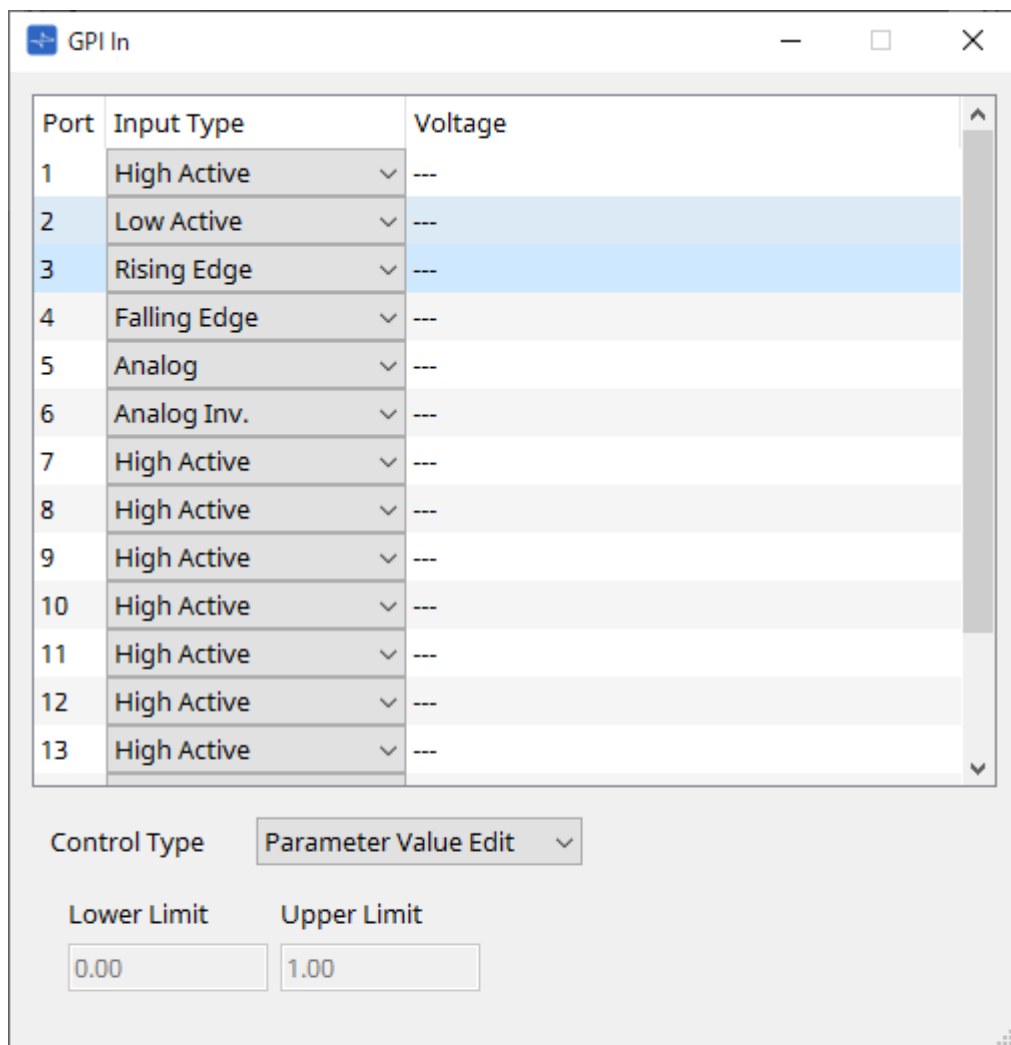 GPI In
Port Input Type Voltage
1 High Active ---
2 Low Active ---
3 Rising Edge ---
4 Falling Edge ---
5 Analog ---
6 Analog Inv. ---
7 High Active ---
8 High Active ---
9 High Active ---
10 High Active ---
11 High Active ---
12 High Active ---
13 High Active ---
Control Type Parameter Value Edit
Lower Limit Upper Limit
0.00 1.00